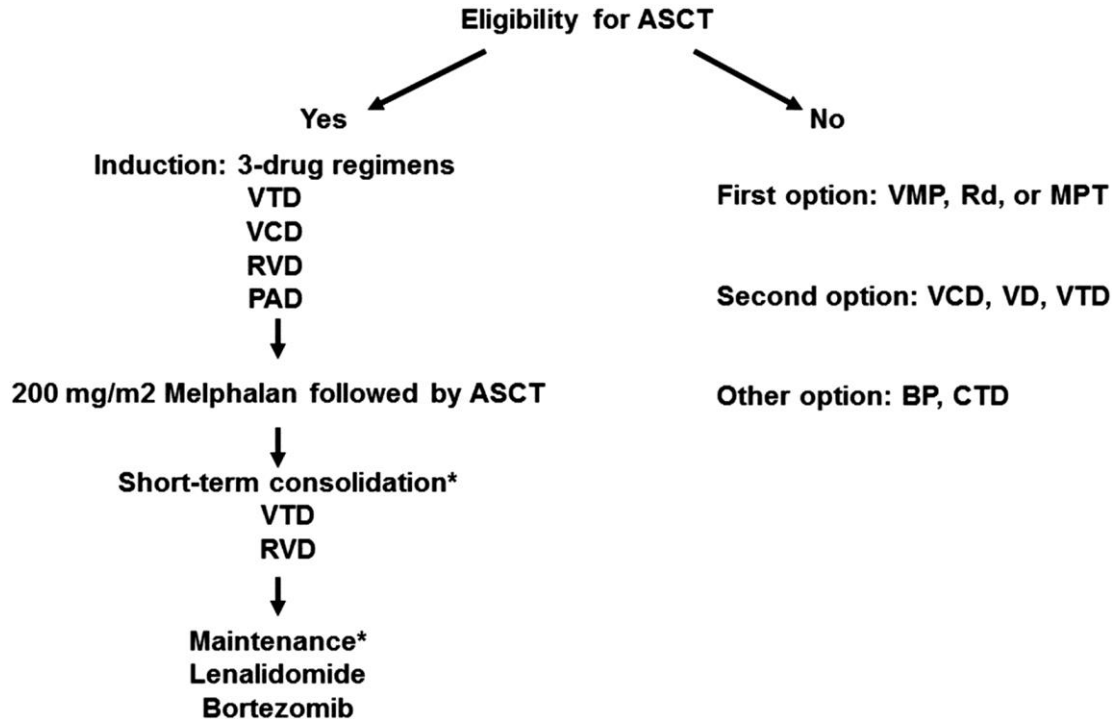 Eligibility for ASCT
Yes
Induction: 3-drug regimens
VTD
VCD
RVD
PAD
200 mg/m2 Melphalan followed by ASCT
Short-term consolidation*
VTD
RVD
Maintenance*
Lenalidomide
Bortezomib
No
First option: VMP, Rd, or MPT
Second option: VCD, VD, VTD
Other option: BP, CTD